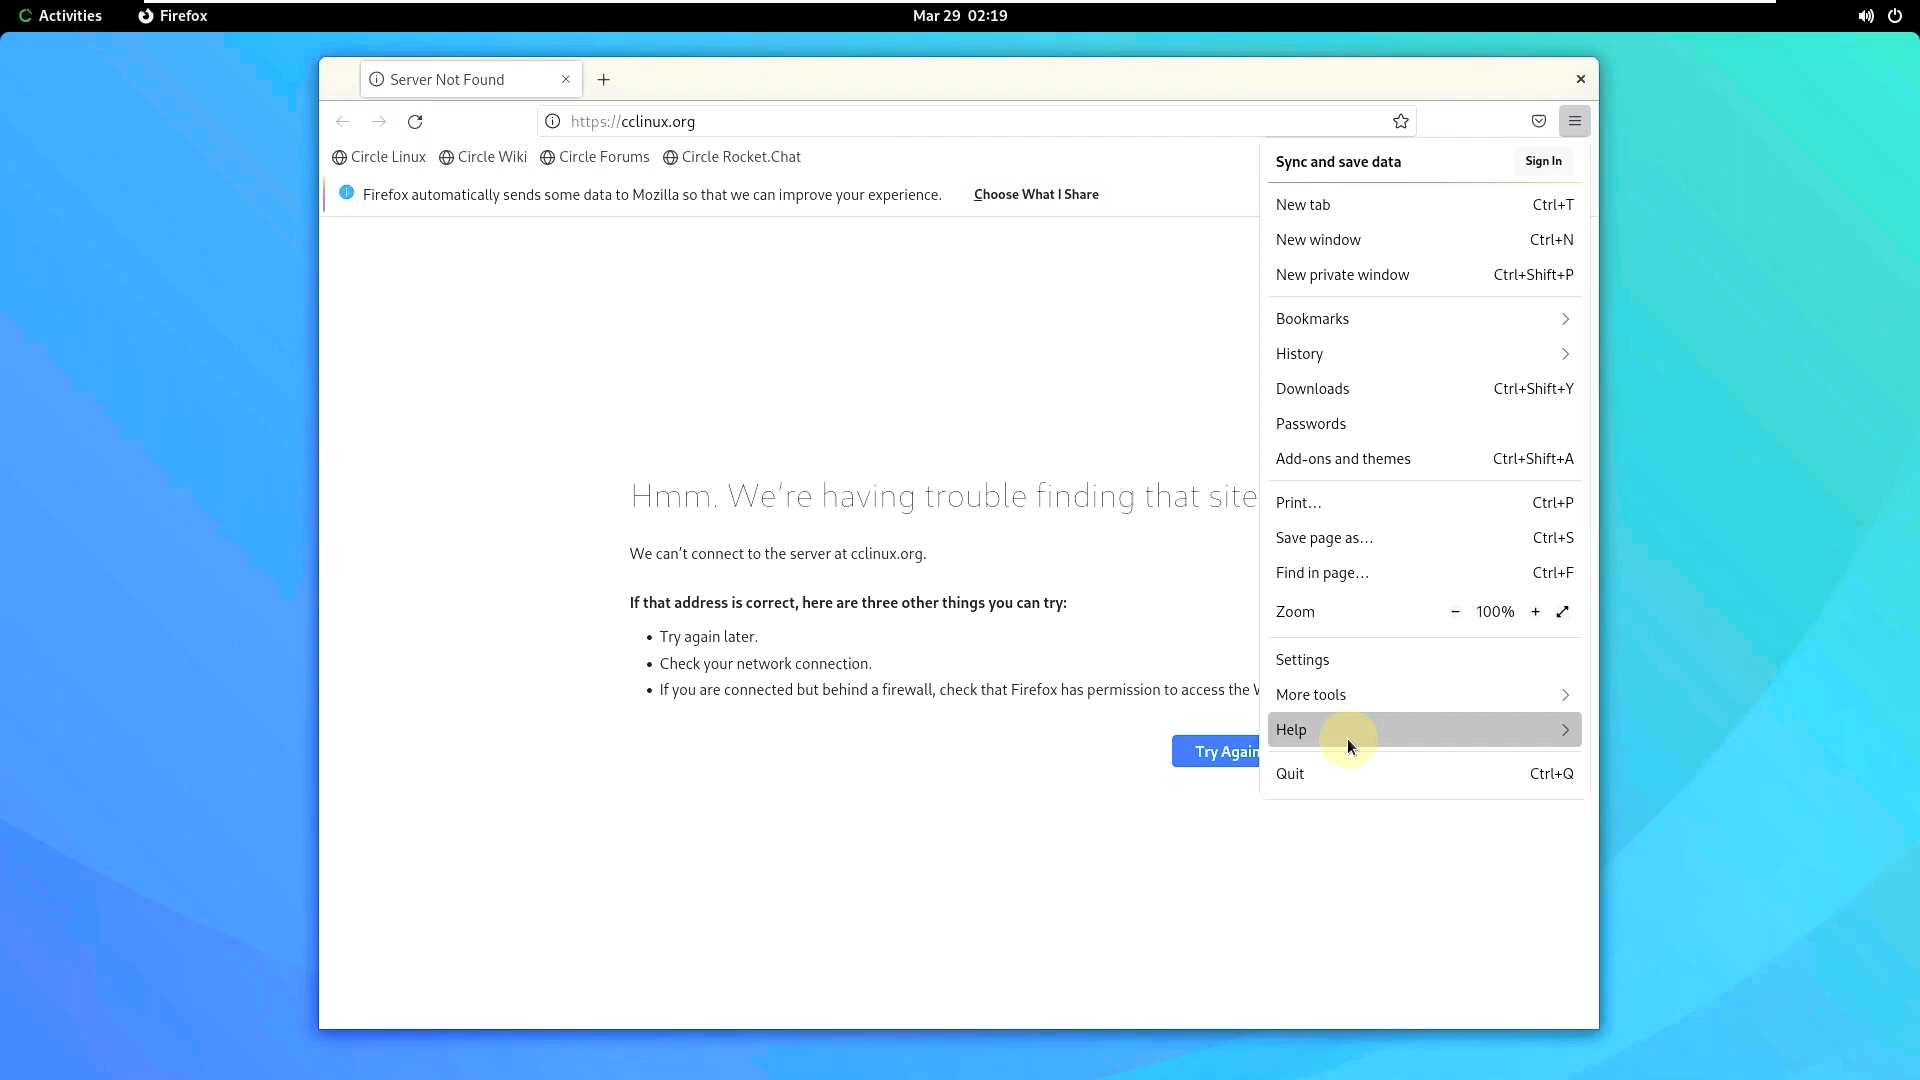 Activities Firefox Mar 29 02:19
Server Not Found
https://cclinux.org
Circle Linux Circle Wiki Circle Forums Circle Rocket.Chat
Firefox automatically sends some data to Mozilla so that we can improve your experience. Choose What I Share
Hmm. We're having trouble finding that site
We can't connect to the server at cclinux.org.
If that address is correct, here are three other things you can try:
• Try again later.
• Check your network connection.
• If you are connected but behind a firewall, check that Firefox has permission to access the
Try Again
Sync and save data Sign In
New tab Ctrl+T
New window Ctrl+N
New private window Ctrl+Shift+P
Bookmarks
History
Downloads Ctrl+Shift+Y
Passwords
Add-ons and themes Ctrl+Shift+A
Print... Ctrl+P
Save page as... Ctrl+S
Find in page... Ctrl+F
Zoom − 100% +
Settings
More tools
Help
Quit Ctrl+Q